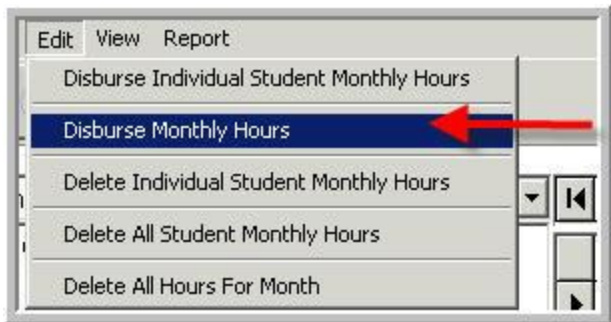 Edit View Report
Disburse Individual Student Monthly Hours
Disburse Monthly Hours
Delete Individual Student Monthly Hours
Delete All Student Monthly Hours
Delete All Hours For Month